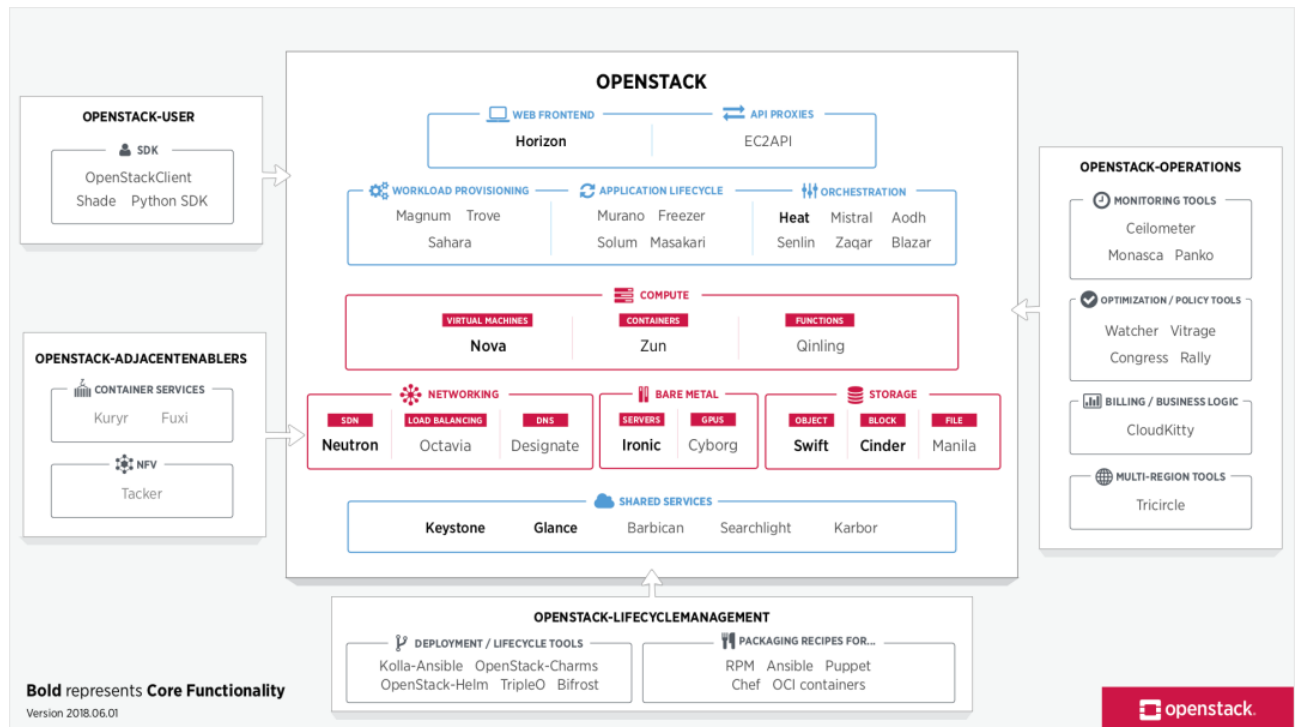 OPENSTACK
WEB FRONTEND
API PROXIES
Horizon
EC2API
WORKLOAD PROVISIONING
APPLICATION LIFECYCLE
ORCHESTRATION
Magnum Trove
Sahara
Murano Freezer
Solum Masakari
Heat Mistral Aodh
Senlin Zaqar Blazar
COMPUTE
VIRTUAL MACHINES
Nova
CONTAINERS
Zun
FUNCTIONS
Qinling
NETWORKING
SDN
Neutron
LOAD BALANCING
Octavia
DNS
Designate
BARE METAL
SERVERS
Ironic
GPUS
Cyborg
STORAGE
OBJECT
Swift
BLOCK
Cinder
FILE
Manila
SHARED SERVICES
Keystone Glance Barbican Searchlight Karbor
OPENSTACK-USER
SDK
OpenStackClient
Shade Python SDK
OPENSTACK-ADJACENTENABLERS
CONTAINER SERVICES
Kuryr Fuxi
NFV
Tacker
OPENSTACK-OPERATIONS
MONITORING TOOLS
Ceilometer
Monasca Panko
OPTIMIZATION / POLICY TOOLS
Watcher Vitrage
Congress Rally
BILLING / BUSINESS LOGIC
CloudKitty
MULTI-REGION TOOLS
Tricircle
OPENSTACK-LIFECYCLEMANAGEMENT
DEPLOYMENT / LIFECYCLE TOOLS
Kolla-Ansible OpenStack-Charms
OpenStack-Helm TripleO Bifrost
PACKAGING RECIPES FOR...
RPM Ansible Puppet
Chef OCI containers
Bold represents Core Functionality
Version 2018.06.01
openstack.